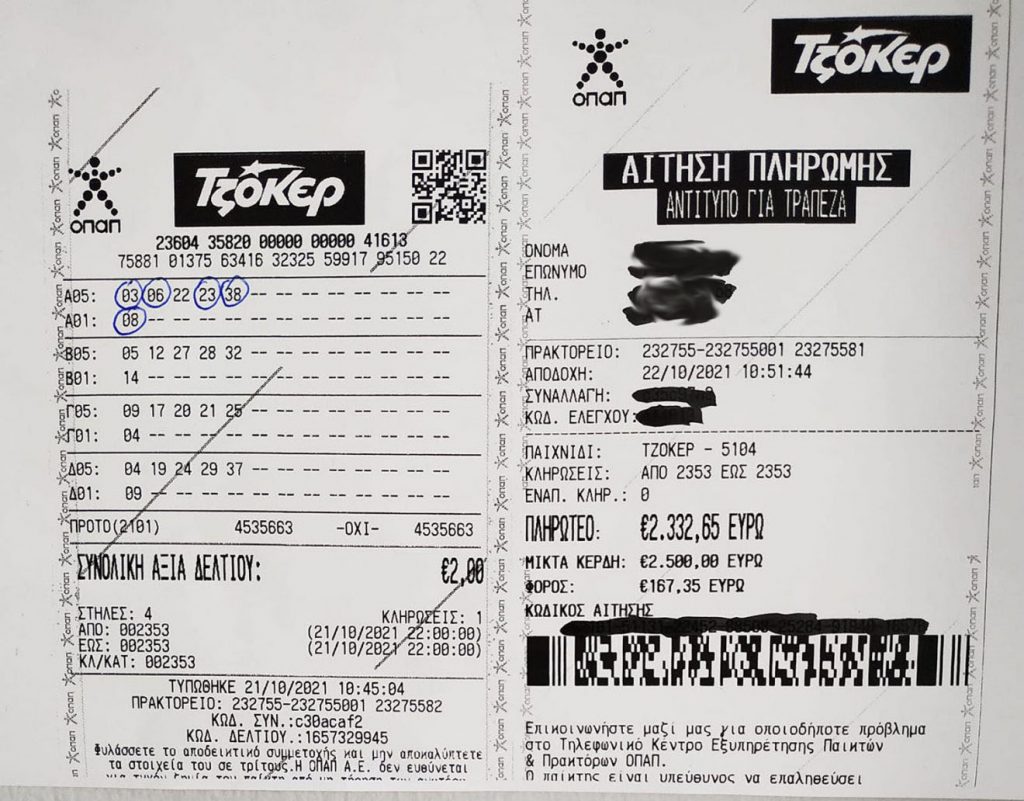 οπαπ
Τζόκερ
23604 35820 00000 00000 41613
75881 01375 63416 32325 59917 95150 22
Α05: 03 06 22 23 38 -- -- -- -- -- -- --
Α01: 08 -- -- -- -- -- -- -- -- -- -- --
Β05: 05 12 27 28 32 -- -- -- -- -- -- --
Β01: 14 -- -- -- -- -- -- -- -- -- -- --
Γ05: 09 17 20 21 25 -- -- -- -- -- -- --
Γ01: 04 -- -- -- -- -- -- -- -- -- -- --
Δ05: 04 19 24 29 37 -- -- -- -- -- -- --
Δ01: 09 -- -- -- -- -- -- -- -- -- -- --
ΠΡΟΤΟ(2101) 4535663 -ΟΧΙ- 4535663
ΣΥΝΟΛΙΚΗ ΑΞΙΑ ΔΕΛΤΙΟΥ: €2,00
ΣΤΗΛΕΣ: 4 ΚΛΗΡΩΣΕΙΣ: 1
ΑΠΟ: 002353 (21/10/2021 22:00:00)
ΕΩΣ: 002353 (21/10/2021 22:00:00)
ΚΛ/ΚΑΤ: 002353
ΤΥΠΩΘΗΚΕ 21/10/2021 10:45:04
ΠΡΑΚΤΟΡΕΙΟ: 232755-232755001 23275582
ΚΩΔ. ΣΥΝ.:c30acaf2
ΚΩΔ. ΔΕΛΤΙΟΥ.:1657329945
Φυλάσσετε το αποδεικτικό συμμετοχής και μην αποκαλύπτετε
τα στοιχεία του σε τρίτους.Η ΟΠΑΠ Α.Ε. δεν ευθύνεται
οπαπ
Τζόκερ
ΑΙΤΗΣΗ ΠΛΗΡΩΜΗΣ
ΑΝΤΙΤΥΠΟ ΓΙΑ ΤΡΑΠΕΖΑ
ΟΝΟΜΑ
ΕΠΩΝΥΜΟ
ΤΗΛ.
ΑΤ
ΠΡΑΚΤΟΡΕΙΟ: 232755-232755001 23275581
ΑΠΟΔΟΧΗ: 22/10/2021 10:51:44
ΣΥΝΑΛΛΑΓΗ:
ΚΩΔ. ΕΛΕΓΧΟΥ:
ΠΑΙΧΝΙΔΙ: ΤΖΟΚΕΡ - 5104
ΚΛΗΡΩΣΕΙΣ: ΑΠΟ 2353 ΕΩΣ 2353
ΕΝΑΠ. ΚΛΗΡ.: 0
ΠΛΗΡΩΤΕΟ: €2.332,65 ΕΥΡΩ
ΜΙΚΤΑ ΚΕΡΔΗ: €2.500,00 ΕΥΡΩ
ΦΟΡΟΣ: €167,35 ΕΥΡΩ
ΚΩΔΙΚΟΣ ΑΙΤΗΣΗΣ
Επικοινωνήστε μαζί μας για οποιοδήποτε πρόβλημα
στο Τηλεφωνικό Κέντρο Εξυπηρέτησης Παικτών
& Πρακτόρων ΟΠΑΠ.
Ο παίκτης είναι υπεύθυνος να επαληθεύσει